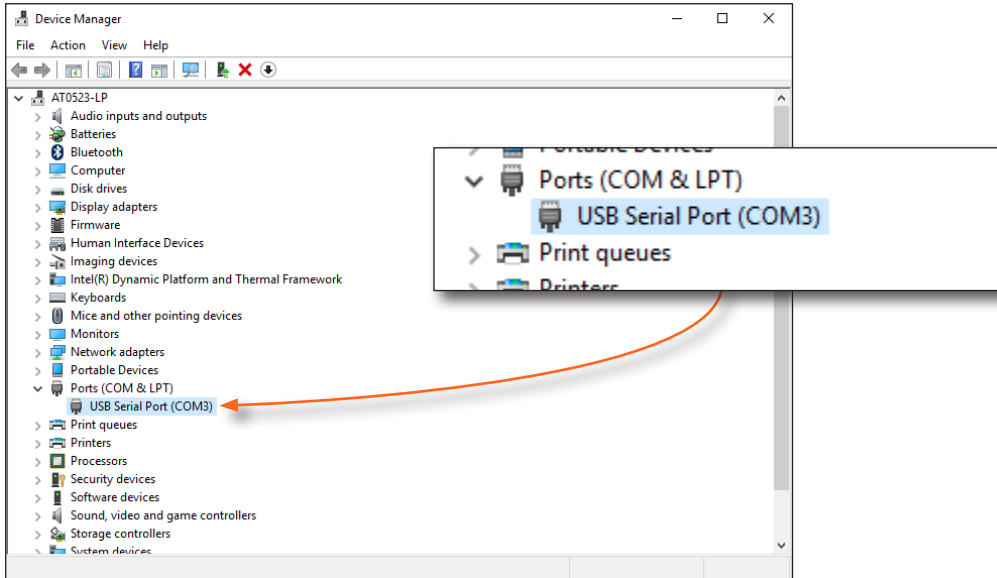 Device Manager
File Action View Help
AT0523-LP
Audio inputs and outputs
Batteries
Bluetooth
Computer
Disk drives
Display adapters
Firmware
Human Interface Devices
Imaging devices
Intel(R) Dynamic Platform and Thermal Framework
Keyboards
Mice and other pointing devices
Monitors
Network adapters
Portable Devices
Ports (COM & LPT)
USB Serial Port (COM3)
Print queues
Printers
Processors
Security devices
Software devices
Sound, video and game controllers
Storage controllers
System devices
Portable Devices
Ports (COM & LPT)
USB Serial Port (COM3)
Print queues
Printers